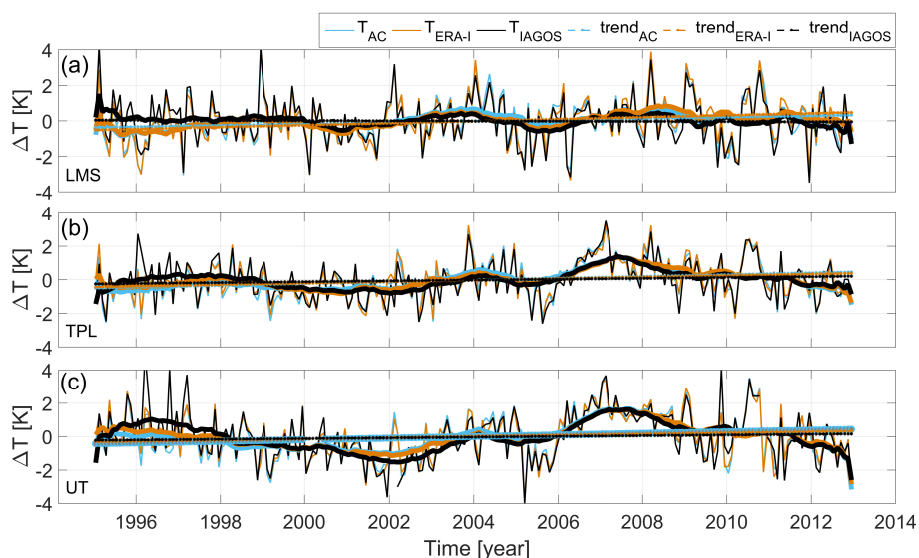 T_AC T_ERA-I T_IAGOS trend_AC trend_ERA-I trend_IAGOS
(a)
4
2
0
-2
-4
ΔT [K]
LMS
(b)
4
2
0
-2
-4
ΔT [K]
TPL
(c)
4
2
0
-2
-4
ΔT [K]
UT
1996 1998 2000 2002 2004 2006 2008 2010 2012 2014
Time [year]